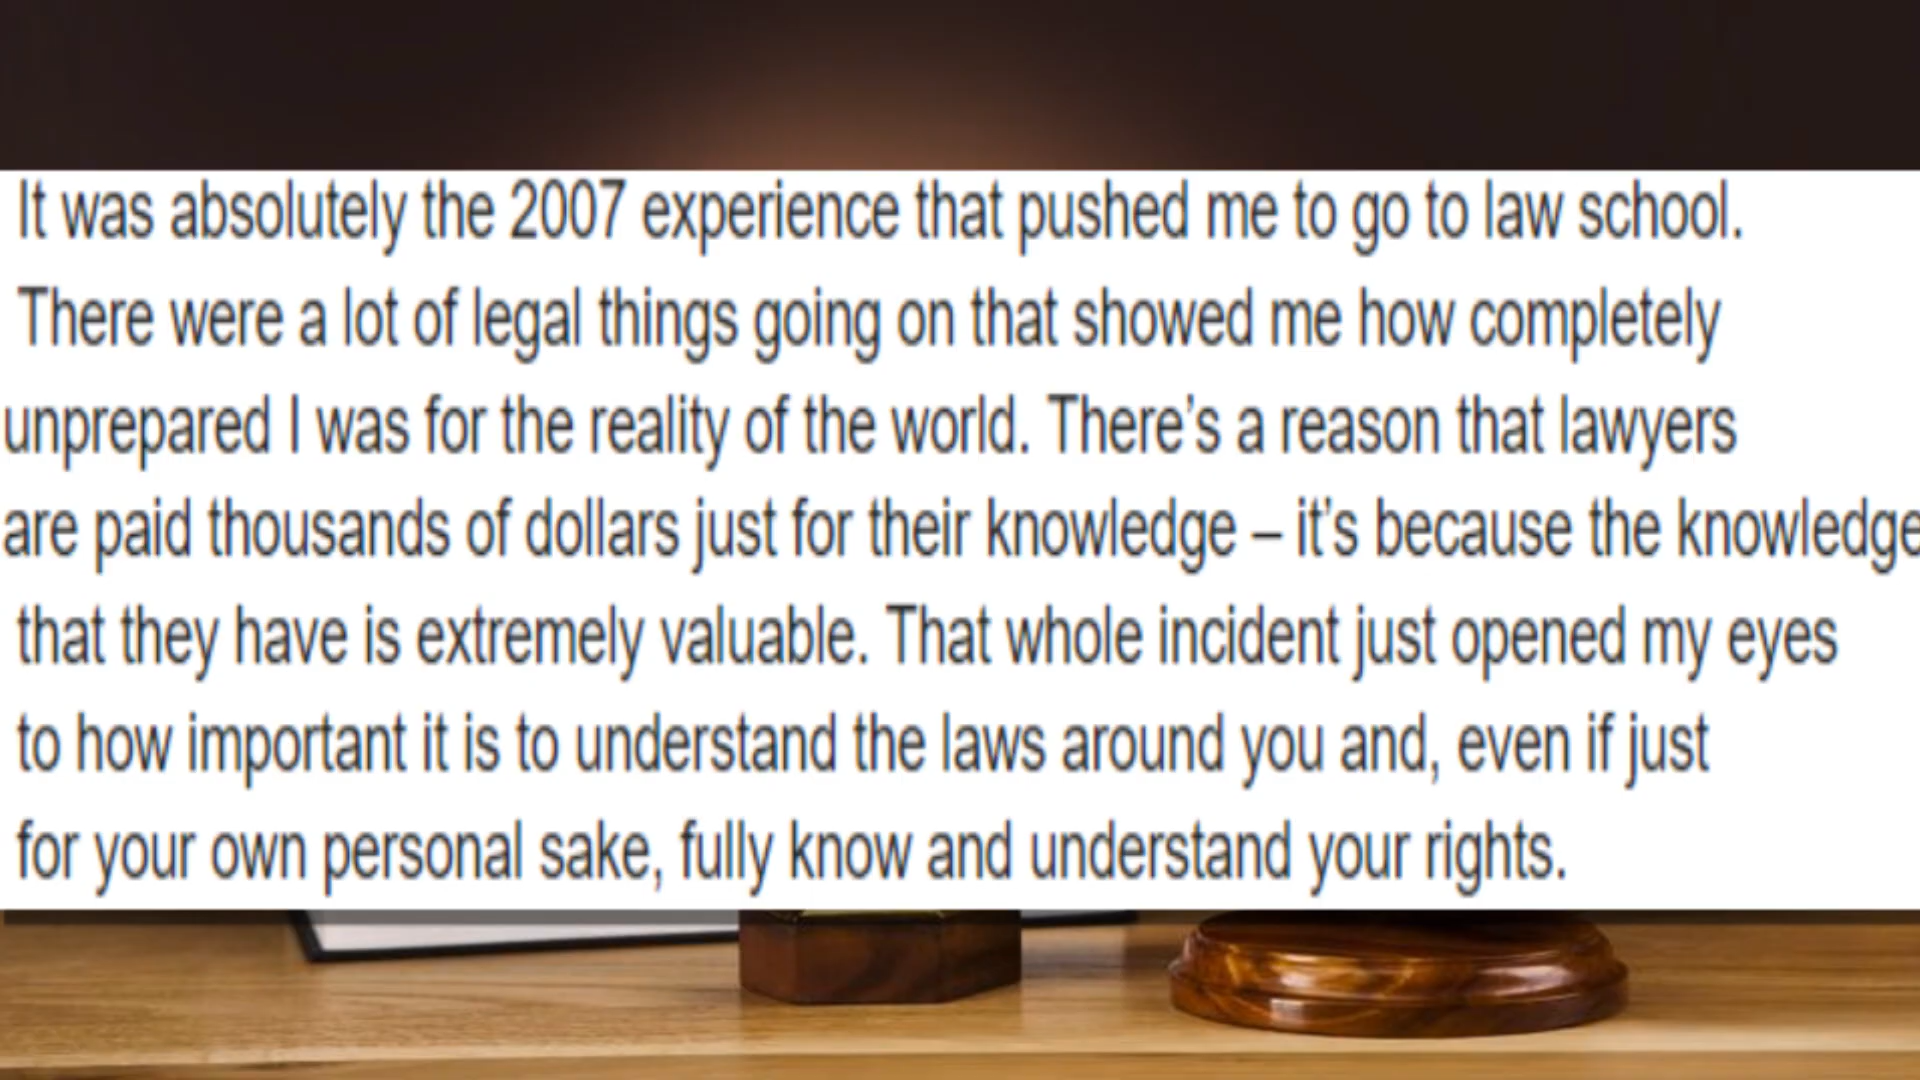 It was absolutely the 2007 experience that pushed me to go to law school.
There were a lot of legal things going on that showed me how completely
unprepared I was for the reality of the world. There’s a reason that lawyers
are paid thousands of dollars just for their knowledge – it’s because the knowledge
that they have is extremely valuable. That whole incident just opened my eyes
to how important it is to understand the laws around you and, even if just
for your own personal sake, fully know and understand your rights.